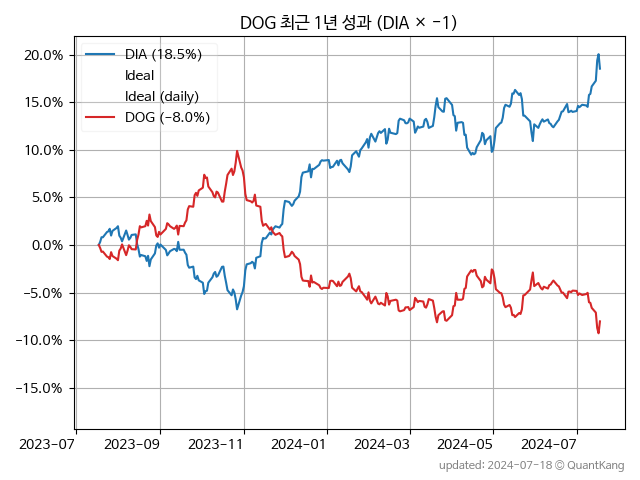 DOG 최근 1년 성과 (DIA × -1)
20.0%
15.0%
10.0%
5.0%
0.0%
-5.0%
-10.0%
-15.0%
DIA (18.5%)
Ideal
Ideal (daily)
DOG (-8.0%)
2023-07 2023-09 2023-11 2024-01 2024-03 2024-05 2024-07
updated: 2024-07-18 © QuantKang